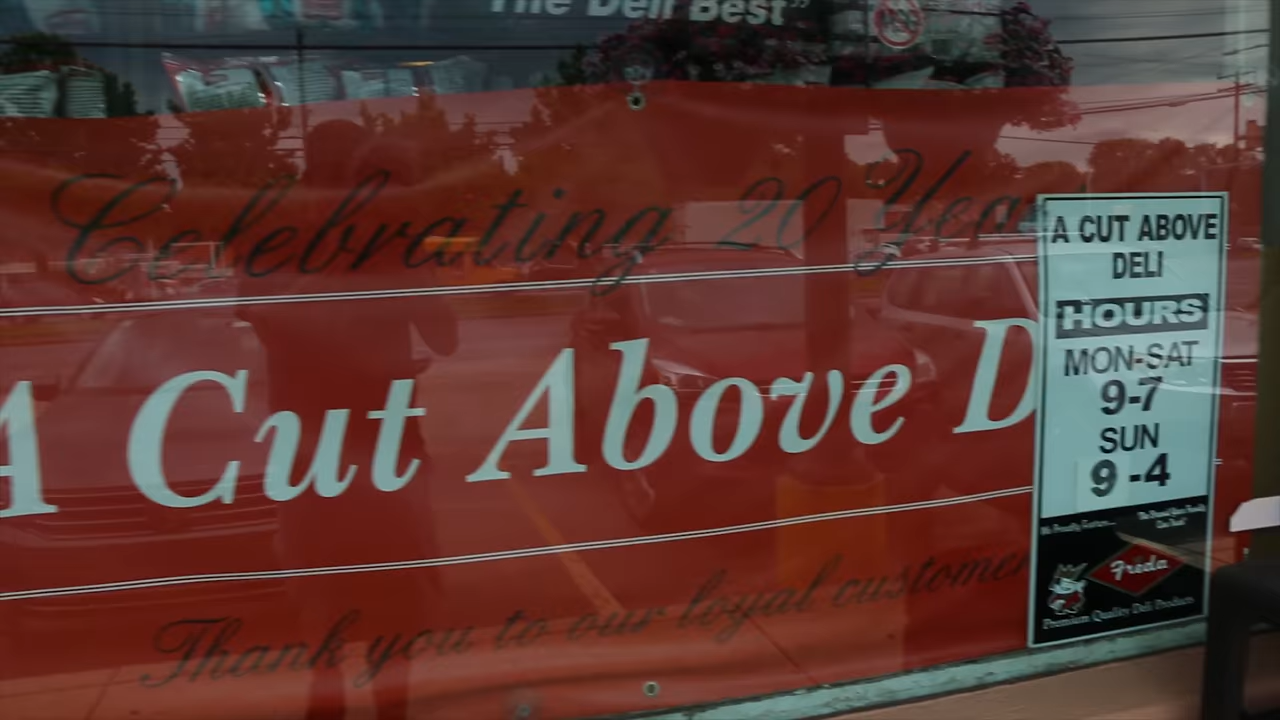 The Deli Best”
Celebrating 20 Yea
A Cut Above D
Thank you to our loyal customer
A CUT ABOVE
DELI
HOURS
MON-SAT
9-7
SUN
9-4
Freda
Premium Quality Deli Products